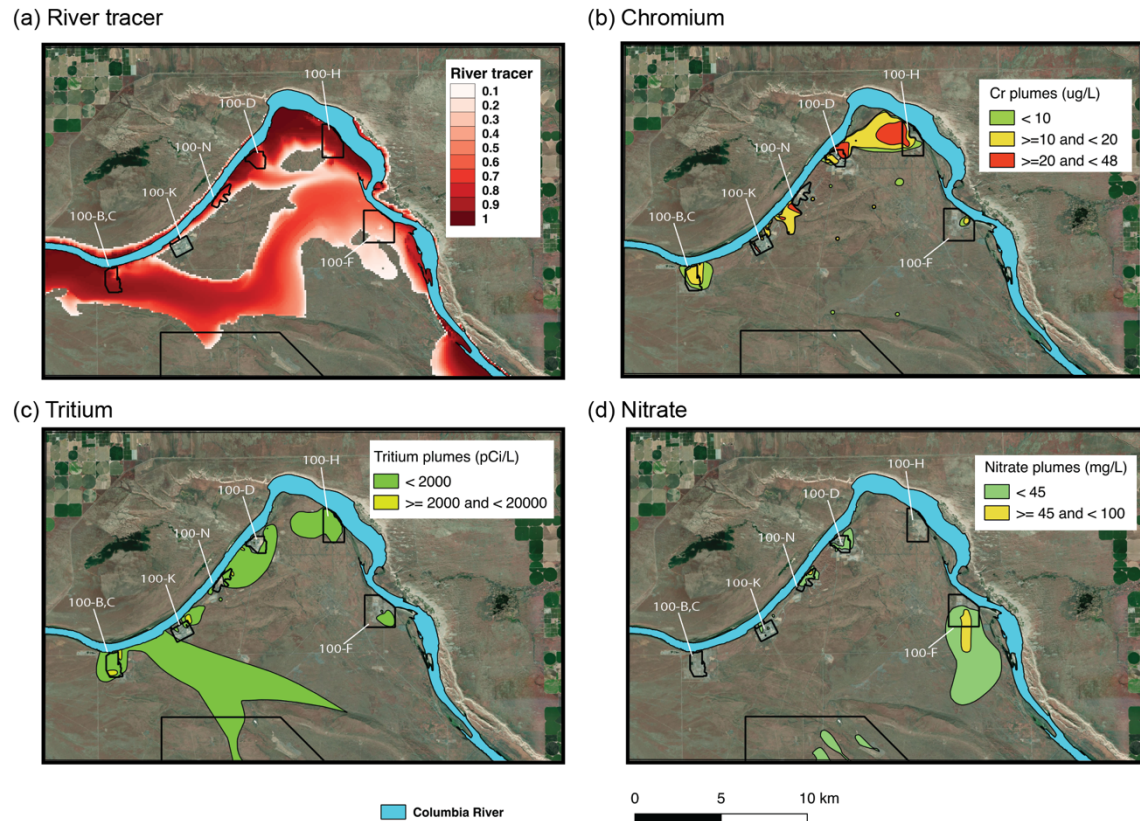 (a) River tracer
100-H
100-D
100-N
100-K
100-B,C
100-F
River tracer
0.1
0.2
0.3
0.4
0.5
0.6
0.7
0.8
0.9
1
(b) Chromium
100-H
100-D
100-N
100-K
100-B,C
100-F
Cr plumes (ug/L)
< 10
>=10 and < 20
>=20 and < 48
(c) Tritium
100-H
100-D
100-N
100-K
100-B,C
100-F
Tritium plumes (pCi/L)
< 2000
>= 2000 and < 20000
(d) Nitrate
100-H
100-D
100-N
100-K
100-B,C
100-F
Nitrate plumes (mg/L)
< 45
>= 45 and < 100
Columbia River
0 5 10 km